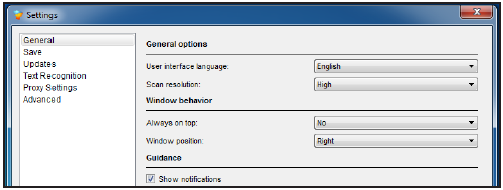 Settings
General
Save
Updates
Text Recognition
Proxy Settings
Advanced
General options
User interface language: English
Scan resolution: High
Window behavior
Always on top: No
Window position: Right
Guidance
Show notifications